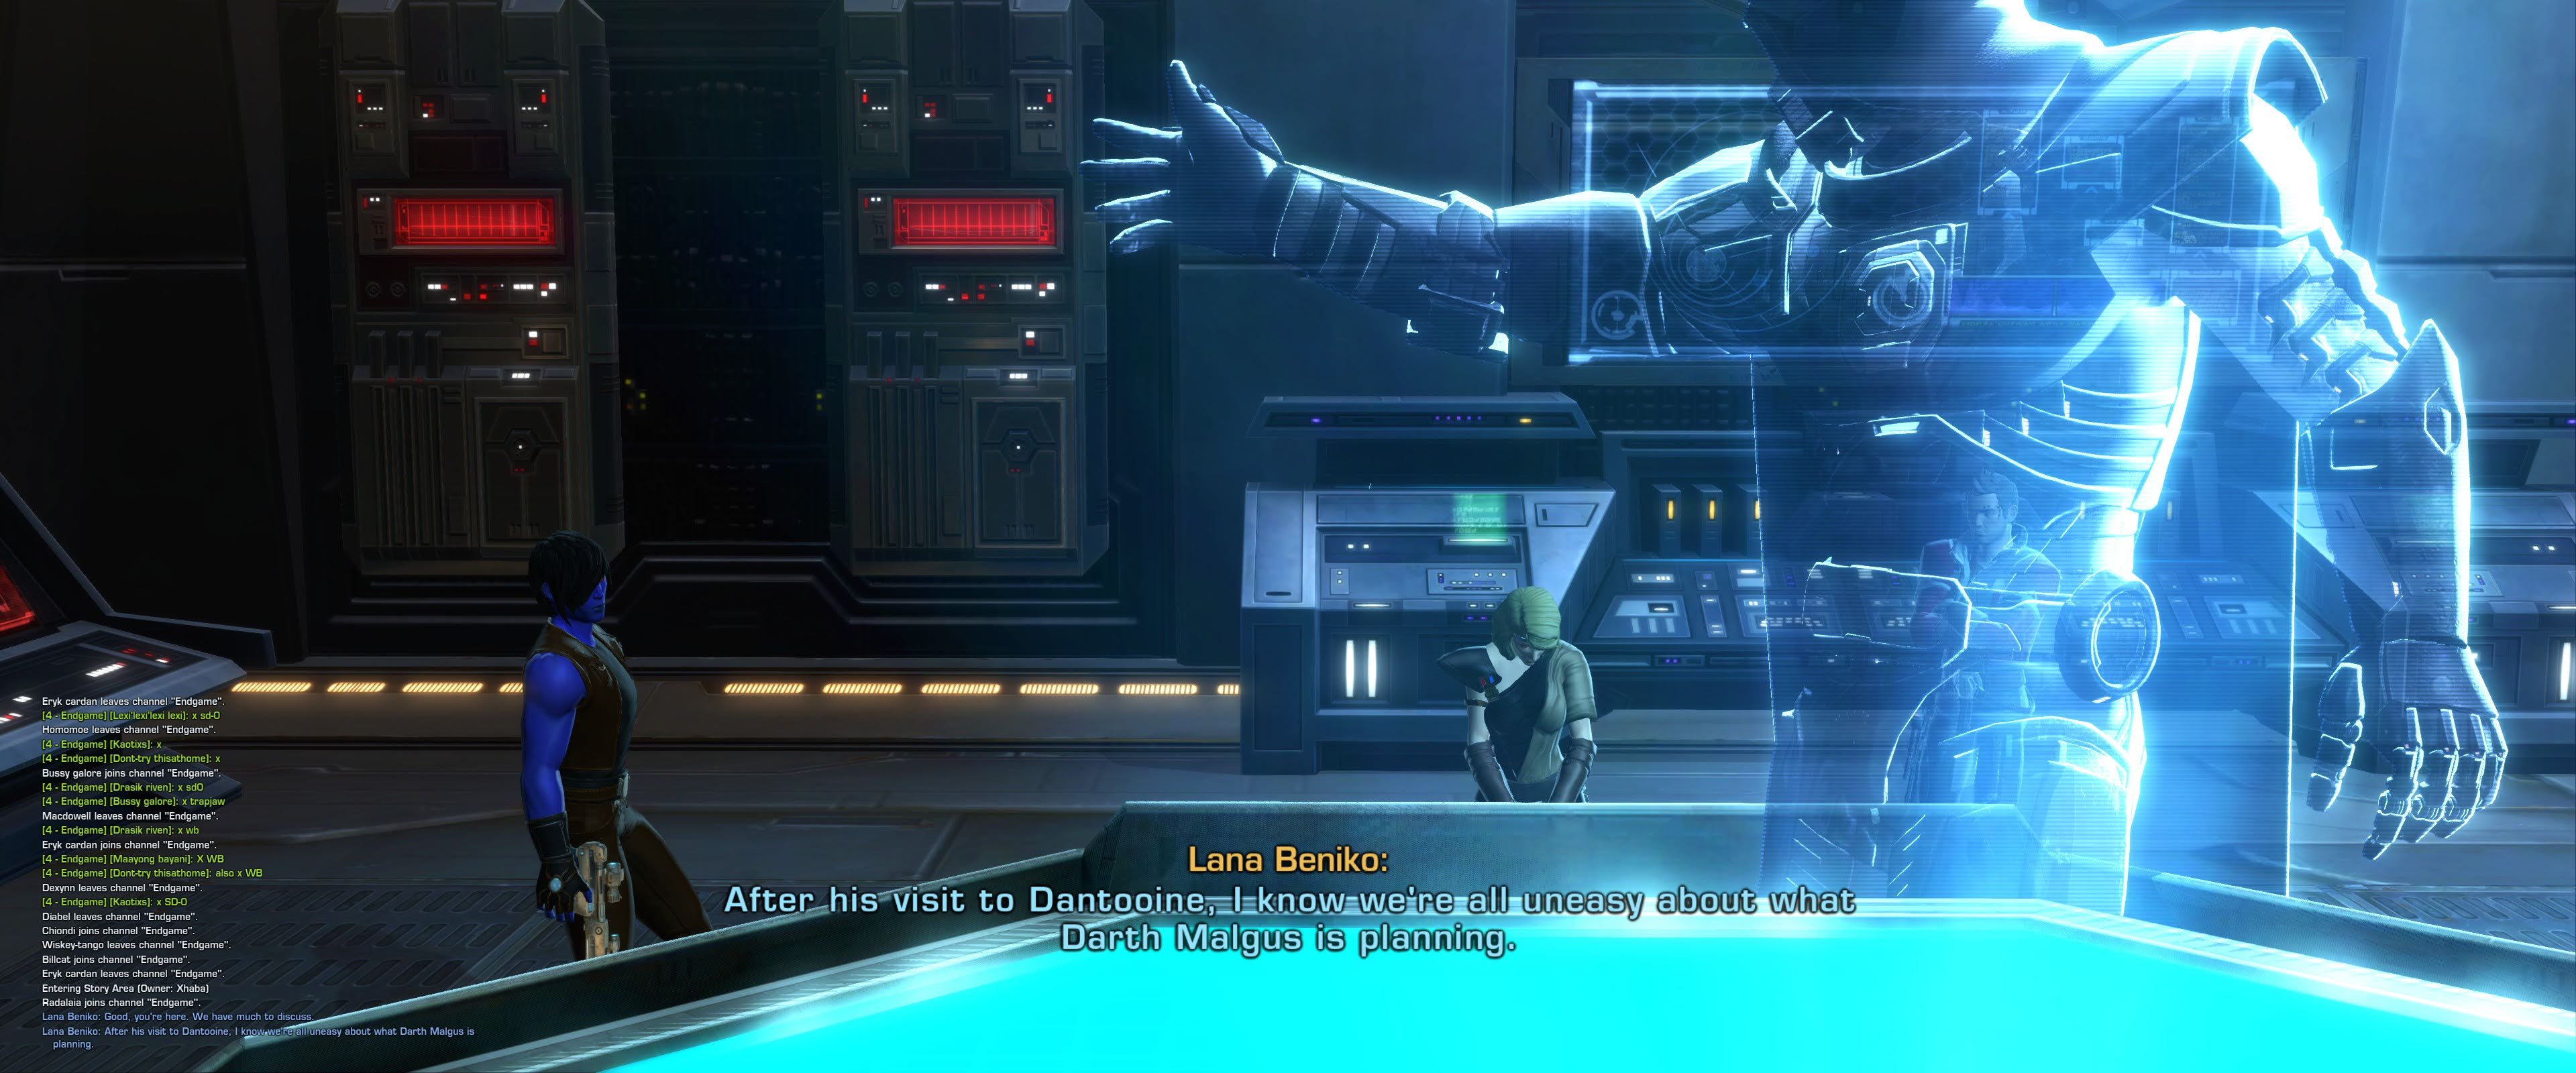 Eryk cardan leaves channel "Endgame".
[4 - Endgame] [Lexi'lexi'lexi lexi]: x sd-0
Homomoe leaves channel "Endgame".
[4 - Endgame] [Kaotixs]: x
[4 - Endgame] [Dont-try thisathome]: x
Bussy galore joins channel "Endgame".
[4 - Endgame] [Drasik riven]: x sd0
[4 - Endgame] [Bussy galore]: x trapjaw
Macdowell leaves channel "Endgame".
[4 - Endgame] [Drasik riven]: x wb
Eryk cardan joins channel "Endgame".
[4 - Endgame] [Maayong bayani]: X WB
[4 - Endgame] [Dont-try thisathome]: also x WB
Dexynn leaves channel "Endgame".
[4 - Endgame] [Kaotixs]: x SD-0
Diabel leaves channel "Endgame".
Chiondi joins channel "Endgame".
Wiskey-tango leaves channel "Endgame".
Billcat joins channel "Endgame".
Eryk cardan leaves channel "Endgame".
Entering Story Area (Owner: Xhaba)
Radalaia joins channel "Endgame".
Lana Beniko: Good, you're here. We have much to discuss.
Lana Beniko: After his visit to Dantooine, I know we're all uneasy about what Darth Malgus is
planning.
Lana Beniko:
After his visit to Dantooine, I know we're all uneasy about what
Darth Malgus is planning.